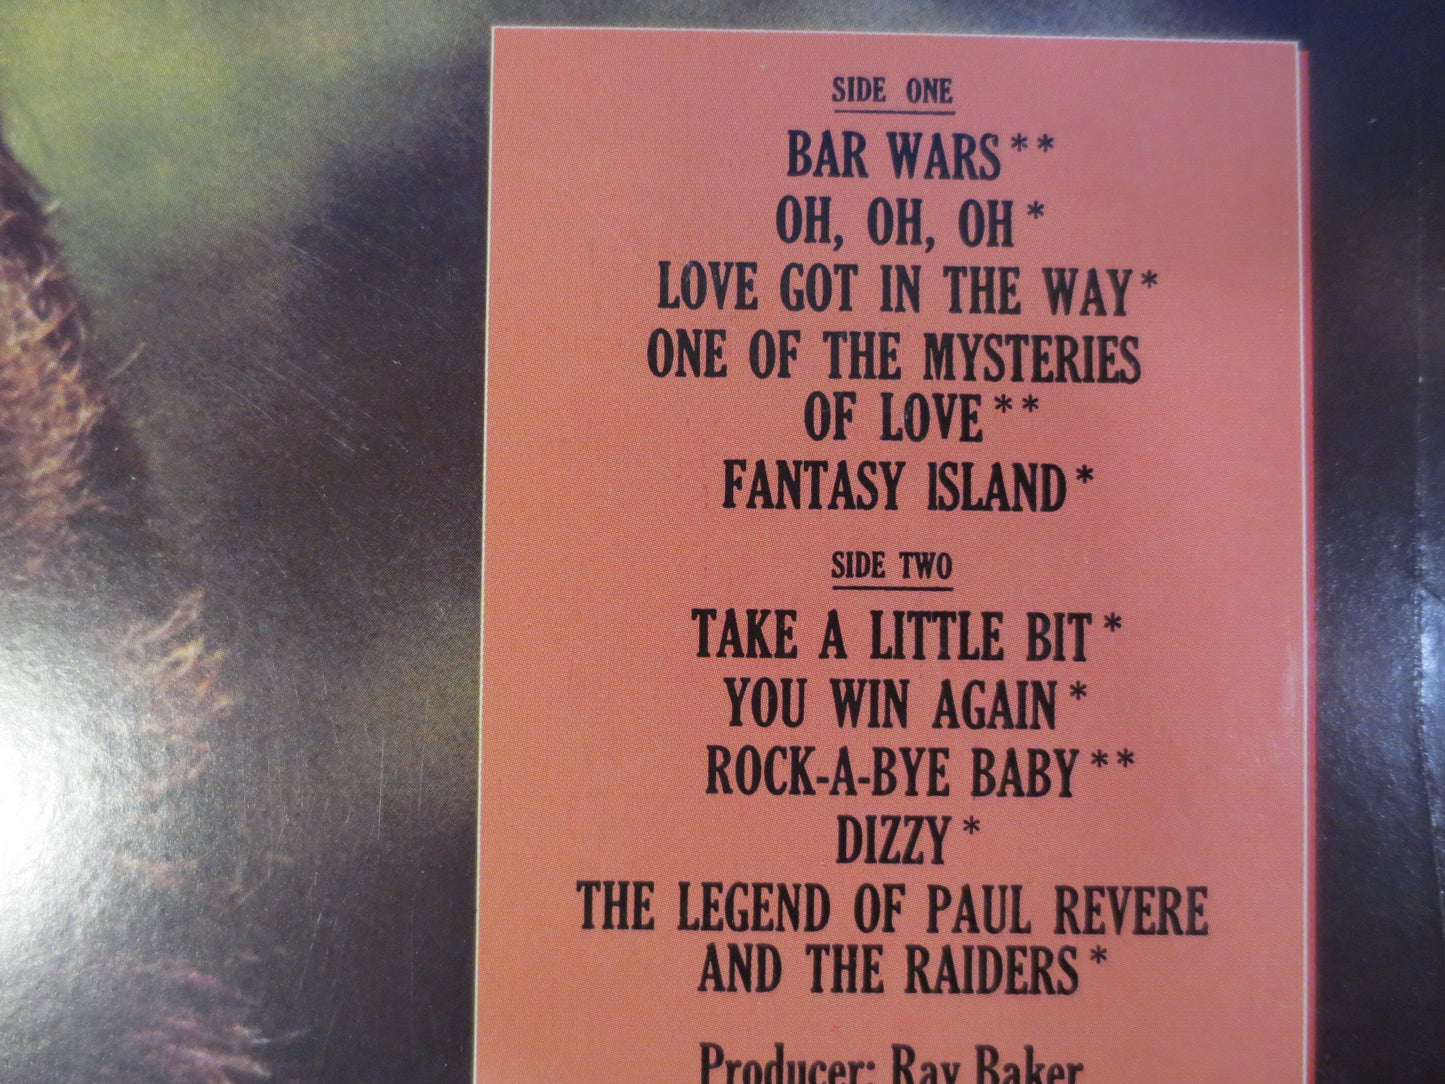 SIDE ONE
BAR WARS**
OH, OH, OH*
LOVE GOT IN THE WAY*
ONE OF THE MYSTERIES
OF LOVE**
FANTASY ISLAND*
SIDE TWO
TAKE A LITTLE BIT*
YOU WIN AGAIN*
ROCK-A-BYE BABY**
DIZZY*
THE LEGEND OF PAUL REVERE
AND THE RAIDERS*
Producer: Ray Baker